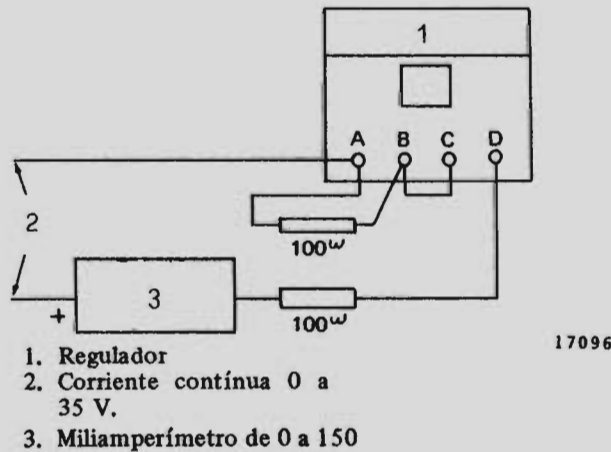 1
A B C D
2
100ω
+
3
100ω
17096
1. Regulador
2. Corriente contínua 0 a
35 V.
3. Miliamperímetro de 0 a 150